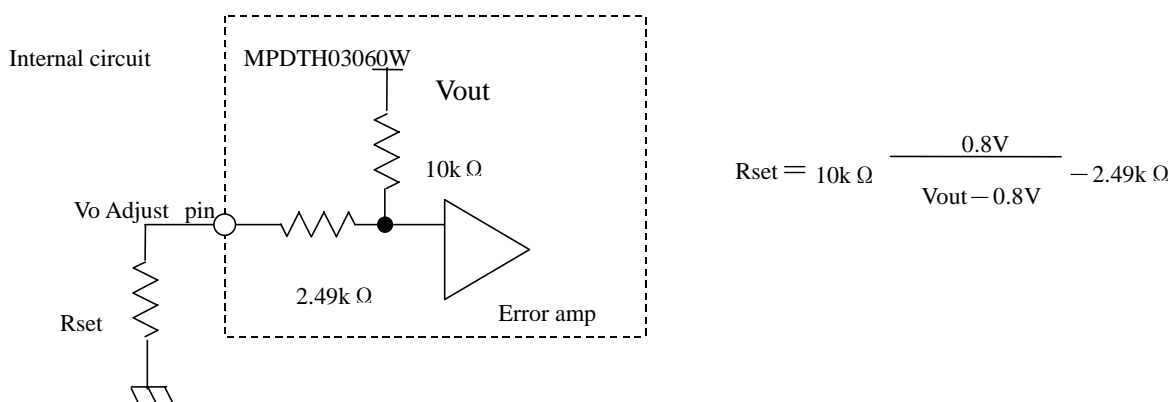 Internal circuit
MPDTH03060W
Vout
10k Ω
Vo Adjust pin
2.49k Ω
Error amp
Rset
0.8V
Rset＝ 10k Ω －2.49k Ω
Vout－0.8V